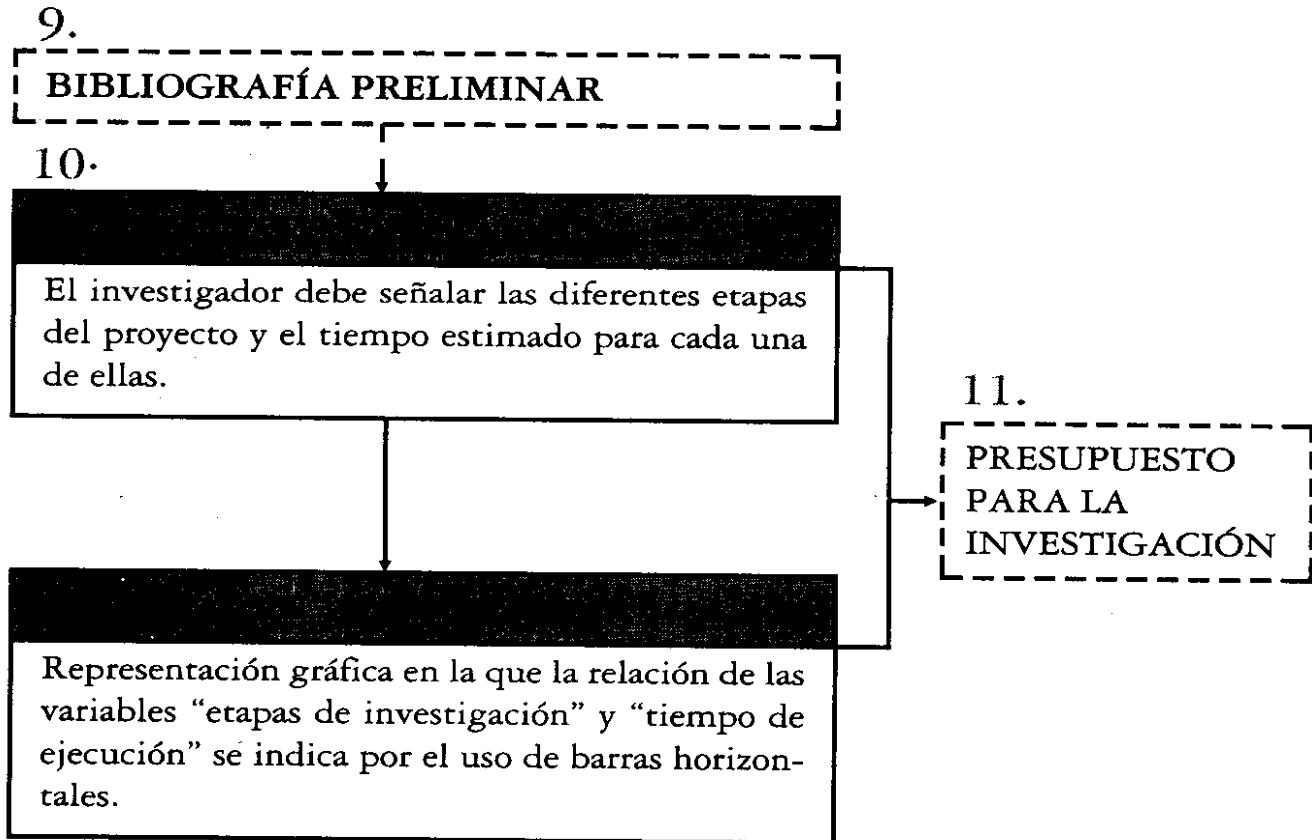 9.
BIBLIOGRAFÍA PRELIMINAR
10.
El investigador debe señalar las diferentes etapas
del proyecto y el tiempo estimado para cada una
de ellas.
11.
PRESUPUESTO
PARA LA
INVESTIGACIÓN
Representación gráfica en la que la relación de las
variables “etapas de investigación” y “tiempo de
ejecución” se indica por el uso de barras horizon-
tales.